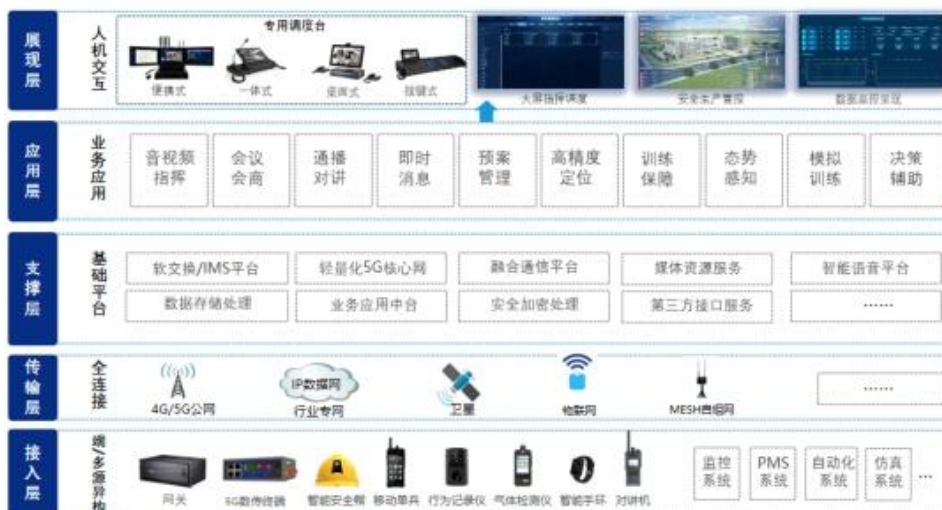 展现层
人机交互
专用调度台
便携式
一体式
桌面式
按键式
大屏指挥调度
安全生产管控
数据监控呈现
应用层
业务应用
音视频
指挥
会议
会商
通播
对讲
即时
消息
预案
管理
高精度
定位
训练
保障
态势
感知
模拟
训练
决策
辅助
支撑层
基础平台
软交换/IMS平台
轻量化5G核心网
融合通信平台
媒体资源服务
智能语音平台
数据存储处理
业务应用中台
安全加密处理
第三方接口服务
......
传输层
全连接
4G/5G公网
IP数据网
行业专网
卫星
物联网
MESH自组网
......
接入层
端/多源异构
网关
5G数传终端
智能安全帽
移动单兵
行为记录仪
气体检测仪
智能手环
对讲机
监控
系统
PMS
系统
自动化
系统
仿真
系统
...